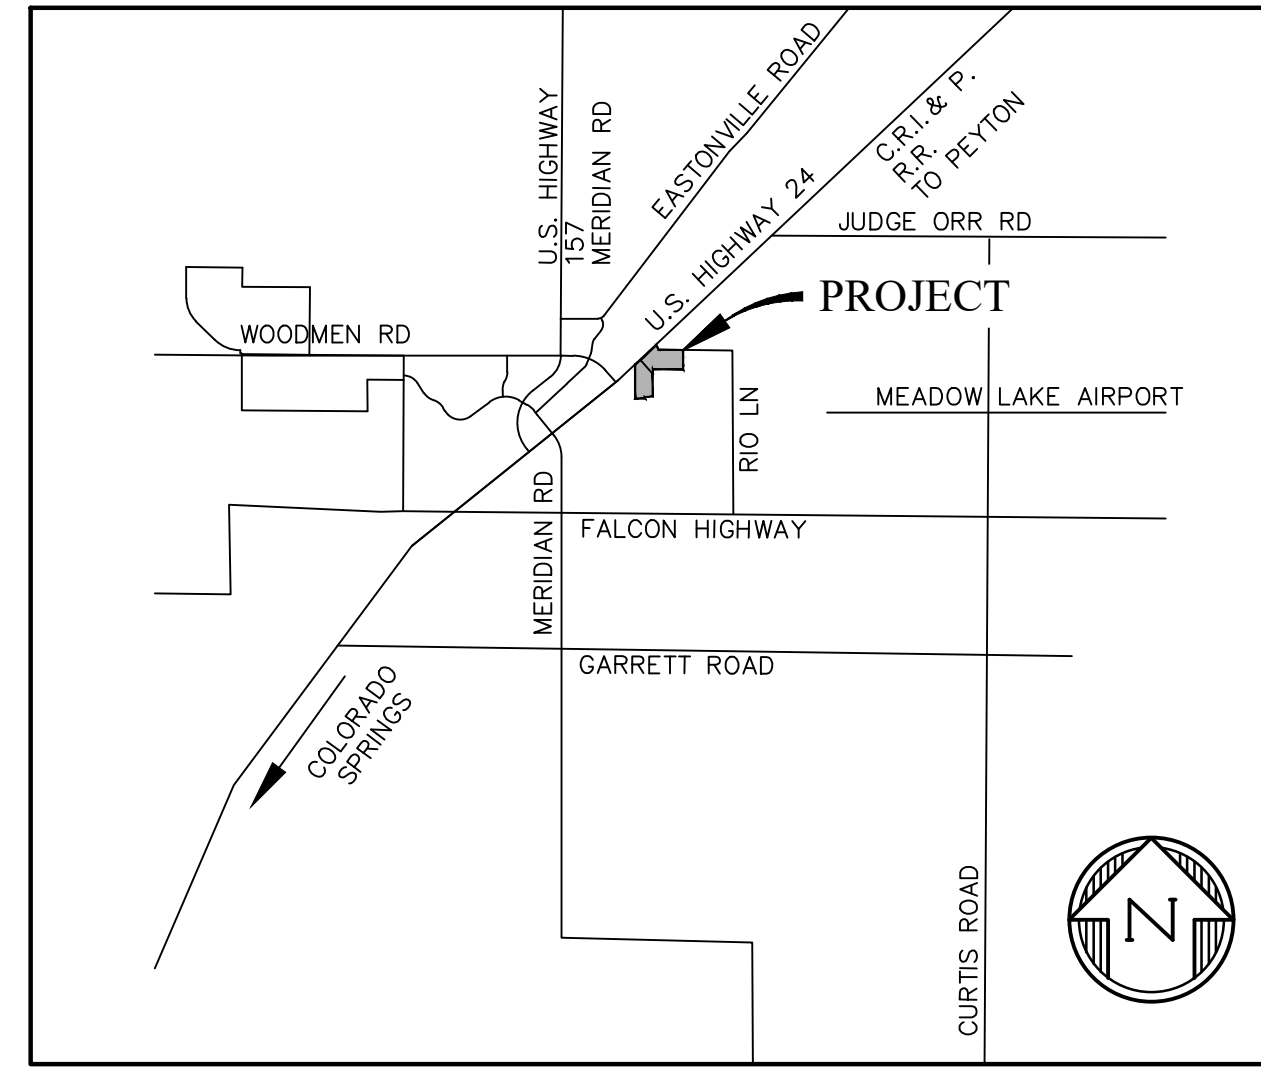 U.S. HIGHWAY
157
MERIDIAN RD
EASTONVILLE ROAD
U.S. HIGHWAY 24
C.R.I. & P.
R.R.
TO PEYTON
JUDGE ORR RD
PROJECT
WOODMEN RD
RIO LN
MEADOW LAKE AIRPORT
MERIDIAN RD
FALCON HIGHWAY
GARRETT ROAD
COLORADO
SPRINGS
CURTIS ROAD
N